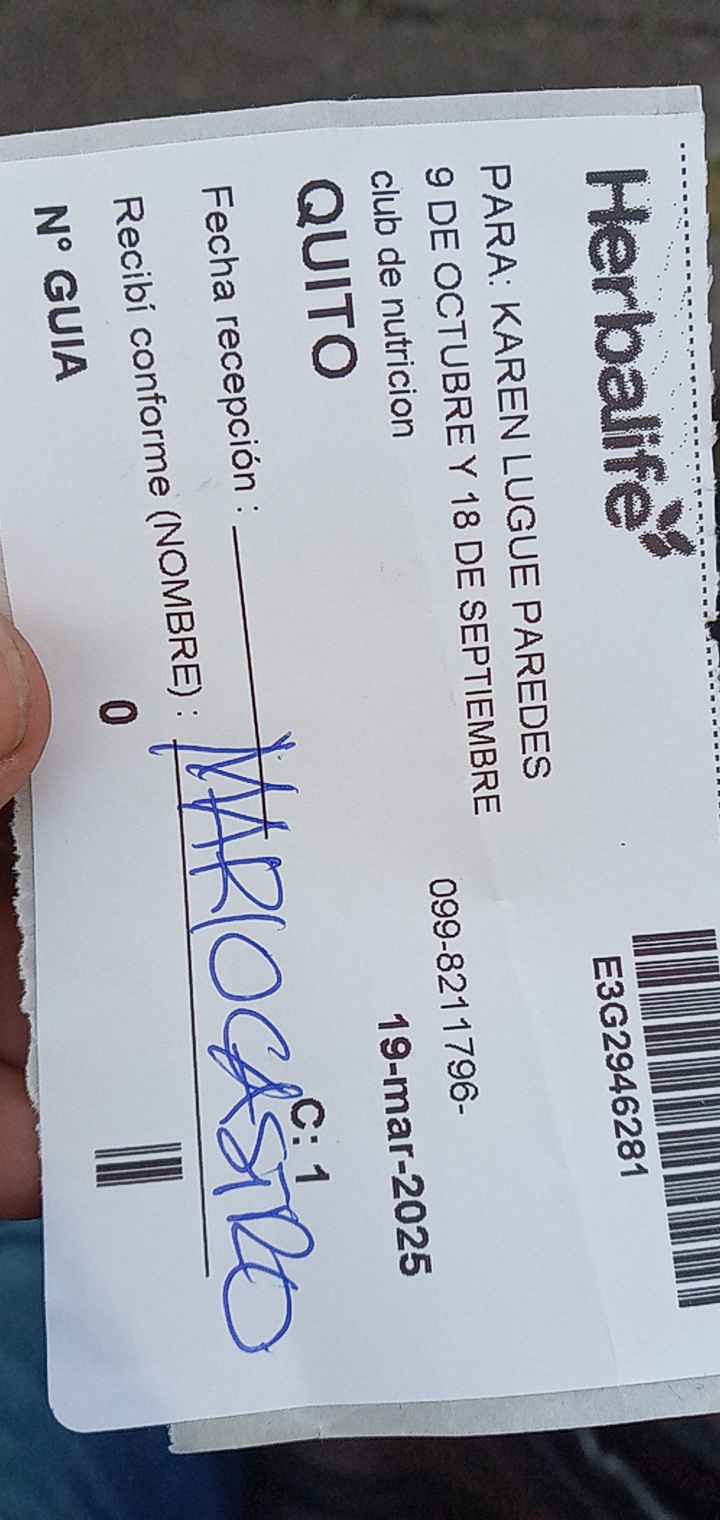 Herbalife
E3G2946281
PARA: KAREN LUGUE PAREDES
9 DE OCTUBRE Y 18 DE SEPTIEMBRE
099-8211796-
club de nutricion
19-mar-2025
QUITO
C: 1
Fecha recepción :
Recibí conforme (NOMBRE) : MARIO CASTRO
0
N° GUIA